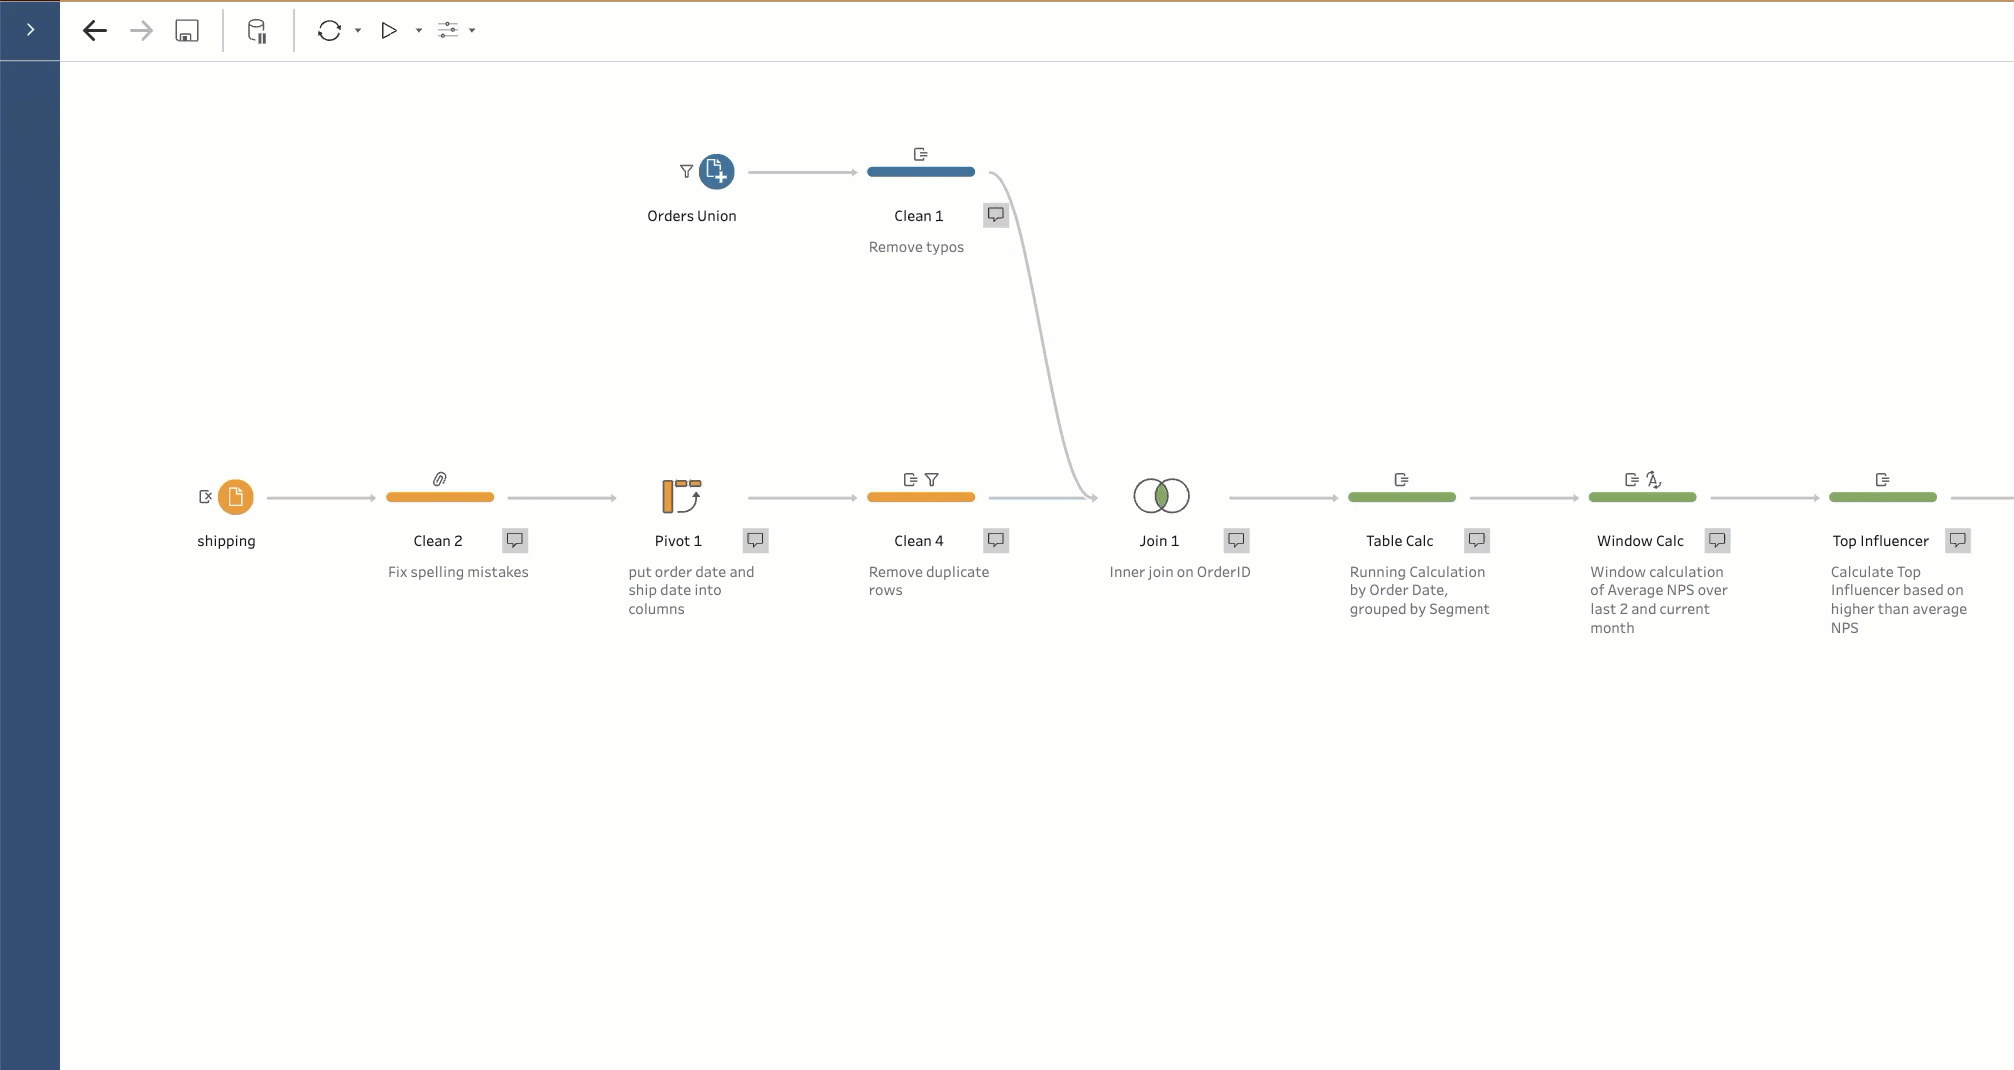 Orders Union
Clean 1
Remove typos
shipping
Clean 2
Fix spelling mistakes
Pivot 1
put order date and
ship date into
columns
Clean 4
Remove duplicate
rows
Join 1
Inner join on OrderID
Table Calc
Running Calculation
by Order Date,
grouped by Segment
Window Calc
Window calculation
of Average NPS over
last 2 and current
month
Top Influencer
Calculate Top
Influencer based on
higher than average
NPS